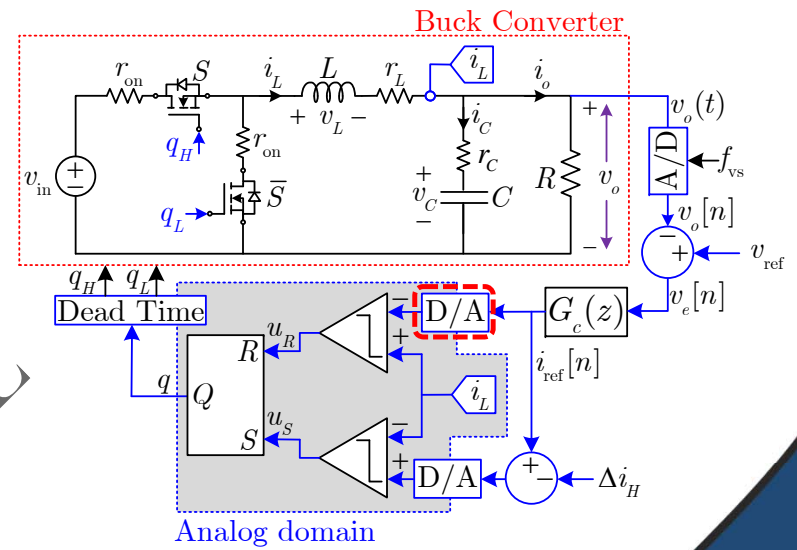 Buck Converter
r_on
S
i_L
L
r_L
i_L
i_o
+ v_L −
i_C
+
v_o(t)
q_H
r_on
r_C
A/D
f_vs
v_in
+
−
S̅
+
v_C
−
C
R
v_o
q_L
v_o[n]
−
−
+
v_ref
q_H
q_L
v_e[n]
Dead Time
−
D/A
G_c(z)
u_R
R
+
i_ref[n]
q
Q
i_L
u_S
S
−
+
D/A
+
−
Δi_H
Analog domain